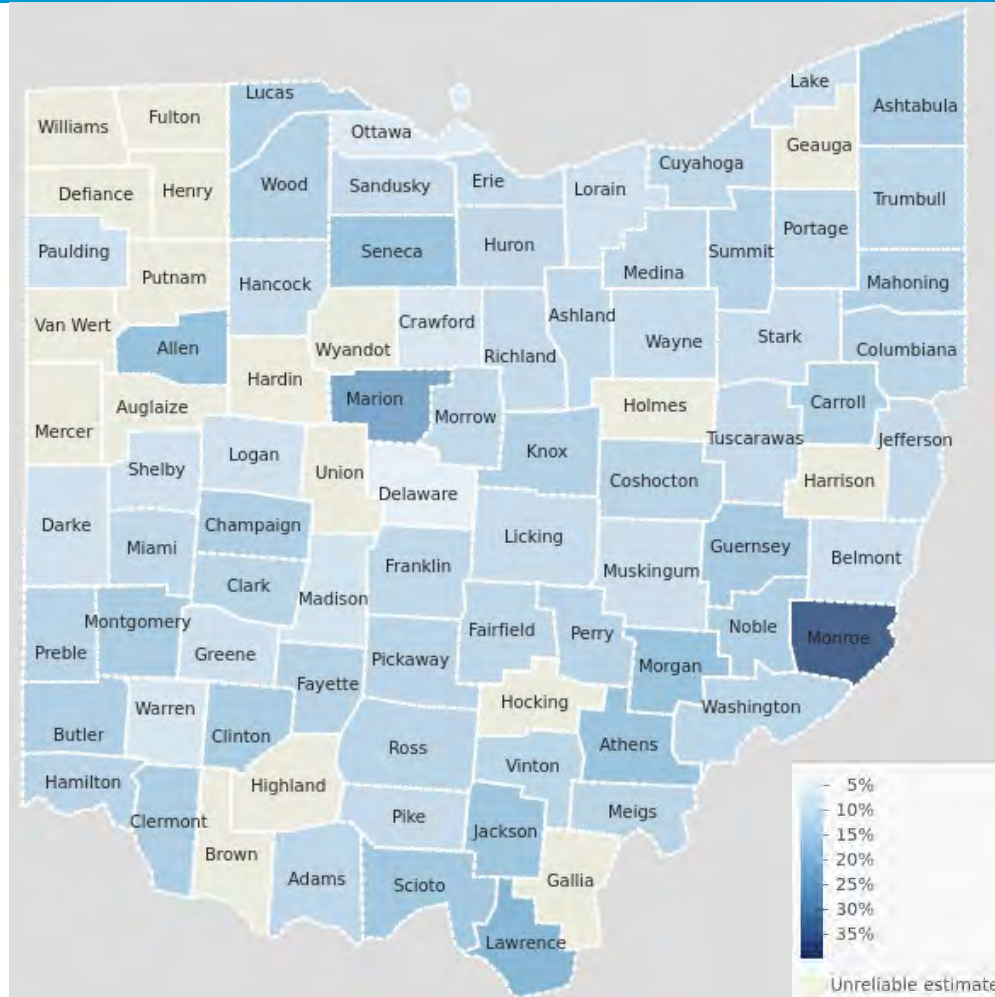 Lake
Lucas
Ashtabula
Fulton
Williams
Ottawa
Geauga
Cuyahoga
Erie
Wood
Sandusky
Lorain
Defiance
Henry
Trumbull
Portage
Huron
Paulding
Seneca
Summit
Medina
Putnam
Hancock
Mahoning
Ashland
Van Wert
Crawford
Stark
Wayne
Allen
Wyandot
Richland
Columbiana
Hardin
Marion
Carroll
Auglaize
Holmes
Morrow
Mercer
Tuscarawas
Jefferson
Knox
Logan
Shelby
Union
Coshocton
Harrison
Delaware
Darke
Champaign
Licking
Miami
Guernsey
Belmont
Franklin
Muskingum
Clark
Madison
Montgomery
Noble
Fairfield
Perry
Monroe
Preble
Greene
Pickaway
Morgan
Fayette
Hocking
Warren
Washington
Butler
Clinton
Athens
Ross
Vinton
Hamilton
Highland
5%
10%
Meigs
Pike
Clermont
15%
Jackson
Brown
20%
Adams
Scioto
Gallia
25%
30%
35%
Lawrence
Unreliable estimate